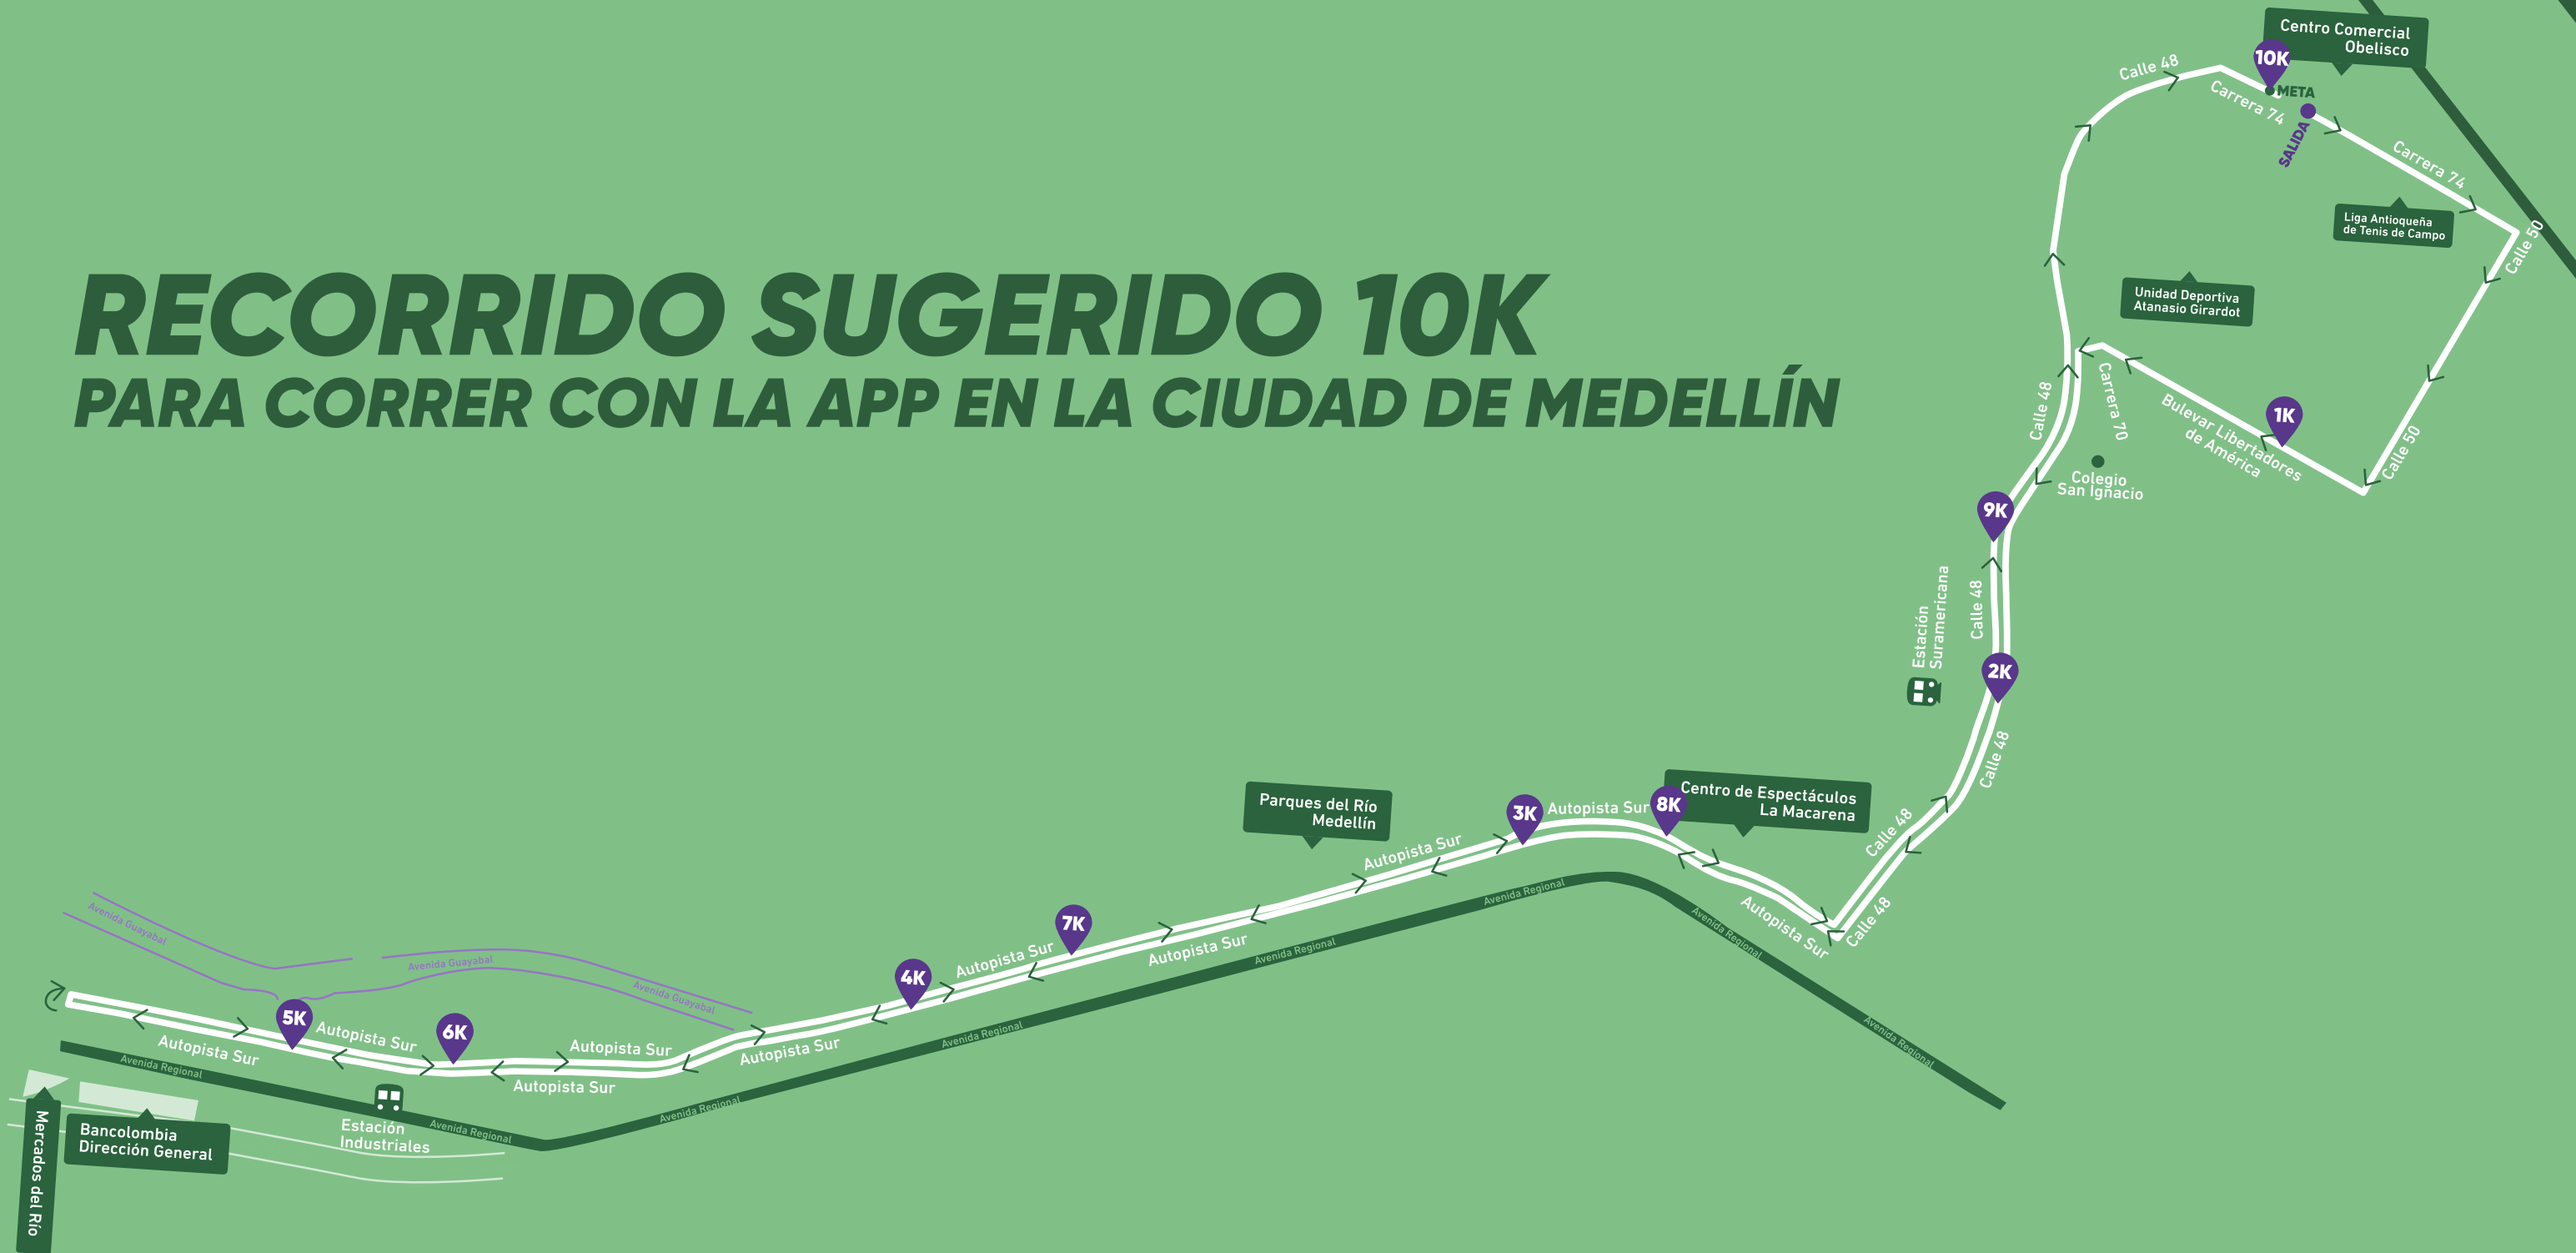 RECORRIDO SUGERIDO 10K
PARA CORRER CON LA APP EN LA CIUDAD DE MEDELLÍN
Centro Comercial
Obelisco
10K
META
SALIDA
Calle 48
Carrera 74
Carrera 74
Liga Antioqueña
de Tenis de Campo
Calle 50
Unidad Deportiva
Atanasio Girardot
Calle 50
1K
Bulevar Libertadores
de América
Carrera 70
Calle 48
Colegio
San Ignacio
9K
Calle 48
Estación
Suramericana
2K
Calle 48
Calle 48
Calle 48
Centro de Espectáculos
La Macarena
8K
Autopista Sur
3K
Autopista Sur
Parques del Río
Medellín
Autopista Sur
Avenida Regional
Avenida Regional
Avenida Regional
Avenida Regional
7K
Autopista Sur
Autopista Sur
4K
Avenida Regional
Avenida Guayabal
Avenida Guayabal
Avenida Guayabal
5K
6K
Autopista Sur
Autopista Sur
Autopista Sur
Autopista Sur
Autopista Sur
Avenida Regional
Avenida Regional
Avenida Regional
Estación
Industriales
Bancolombia
Dirección General
Mercados del Río